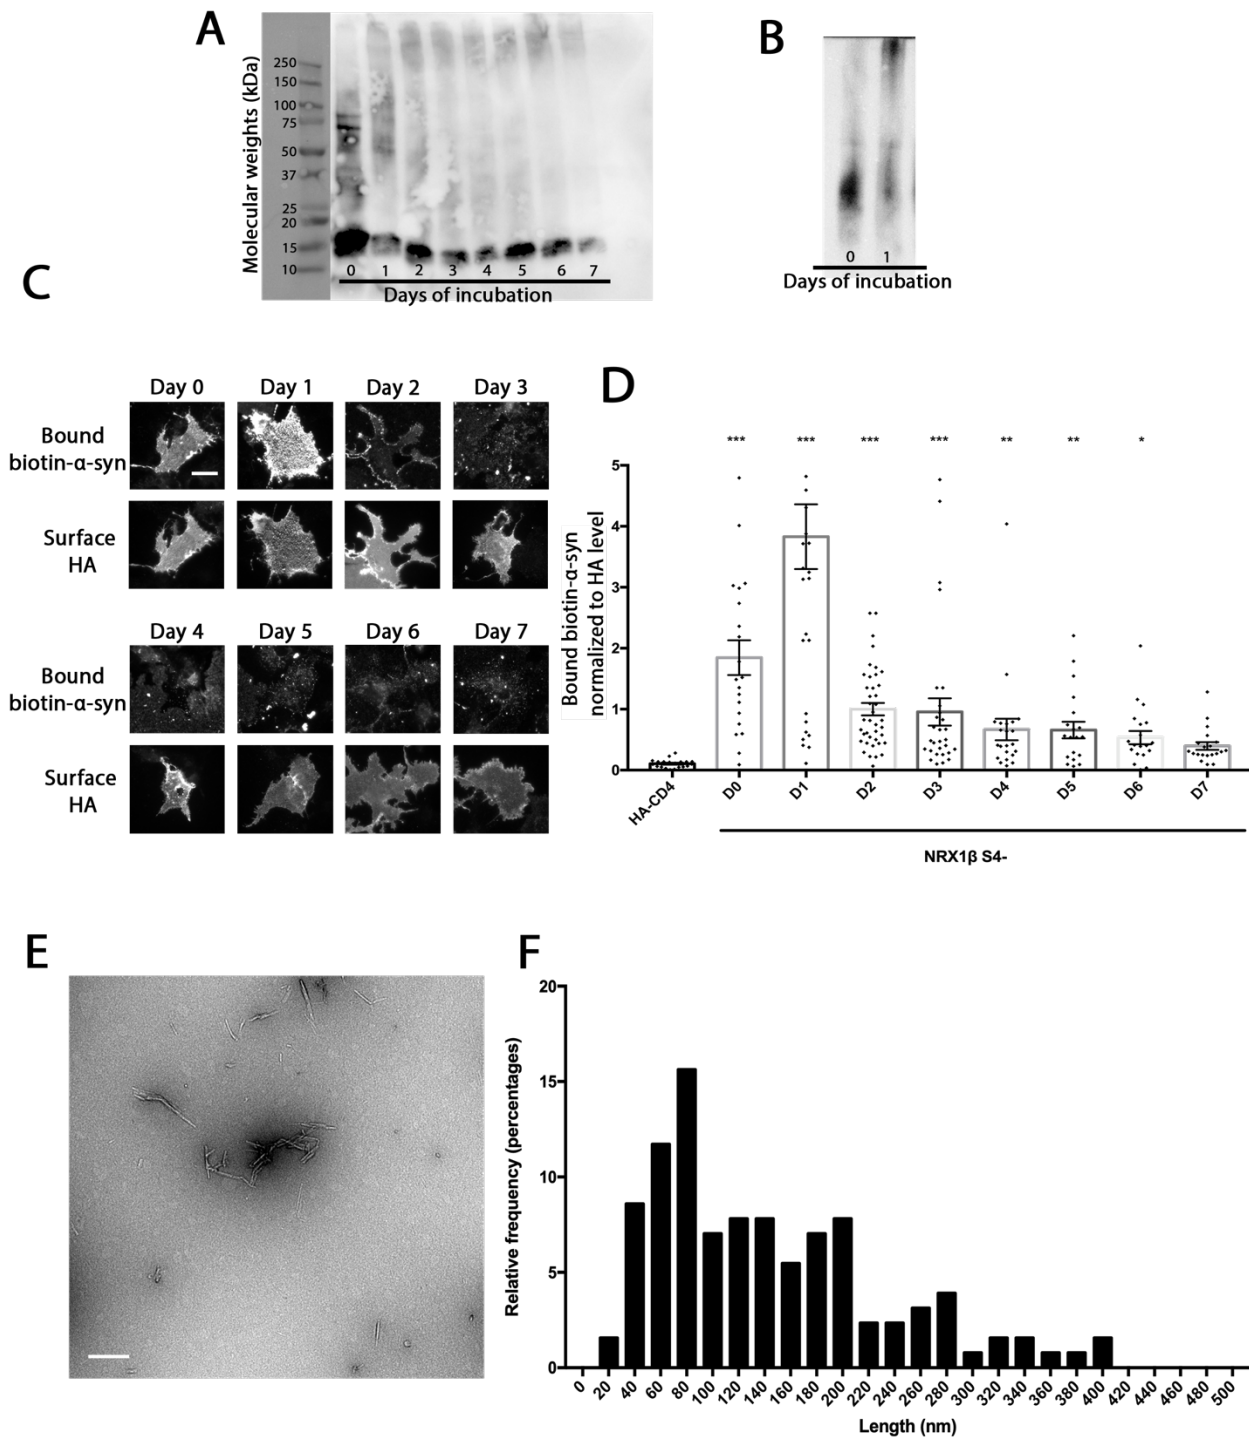 A
B
Molecular weights (kDa)
250
150
100
75
50
37
25
20
15
10
0 1 2 3 4 5 6 7
Days of incubation
0 1
Days of incubation
C
D
Day 0 Day 1 Day 2 Day 3
Bound
biotin-α-syn
Surface
HA
Day 4 Day 5 Day 6 Day 7
Bound
biotin-α-syn
Surface
HA
*** *** *** *** ** ** *
Bound biotin-α-syn
normalized to HA level
5
4
3
2
1
0
HA-CD4 D0 D1 D2 D3 D4 D5 D6 D7
NRX1β S4-
E
F
Relative frequency (percentages)
20
15
10
5
0
0 20 40 60 80 100 120 140 160 180 200 220 240 260 280 300 320 340 360 380 400 420 440 460 480 500
Length (nm)